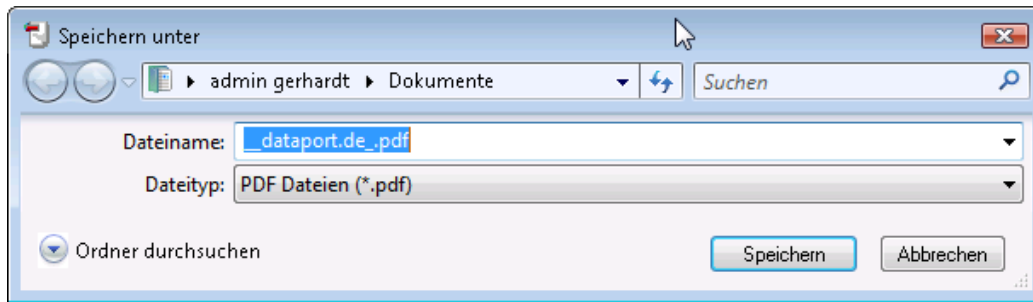 Speichern unter
admin gerhardt Dokumente Suchen
Dateiname: __dataport.de_.pdf
Dateityp: PDF Dateien (*.pdf)
Ordner durchsuchen Speichern Abbrechen